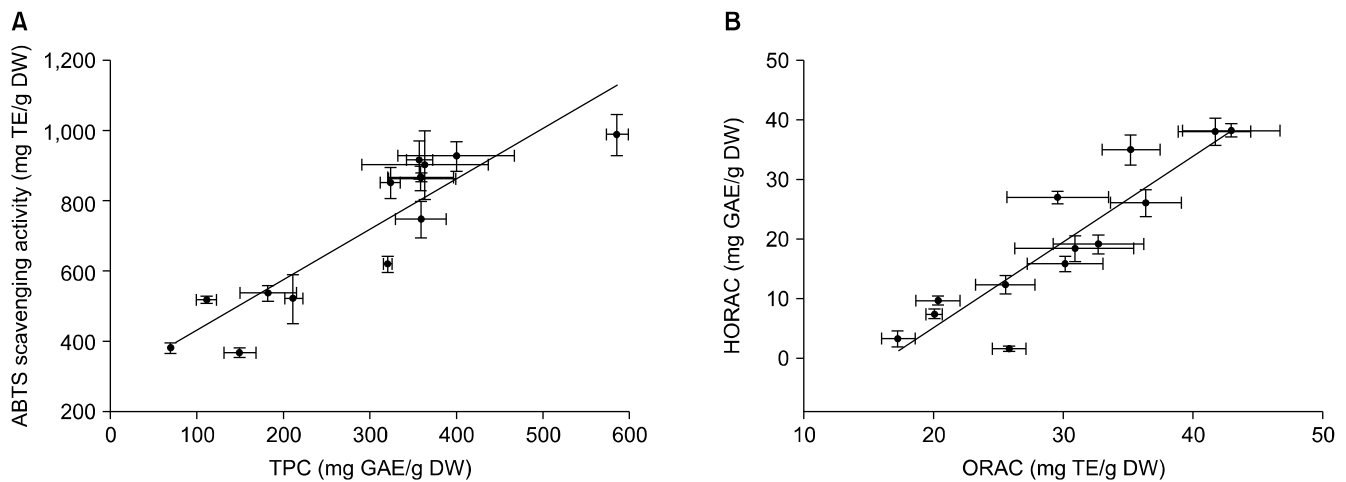 A
ABTS scavenging activity (mg TE/g DW)
1,200
1,000
800
600
400
200
0 100 200 300 400 500 600
TPC (mg GAE/g DW)
B
HORAC (mg GAE/g DW)
50
40
30
20
10
0
10 20 30 40 50
ORAC (mg TE/g DW)